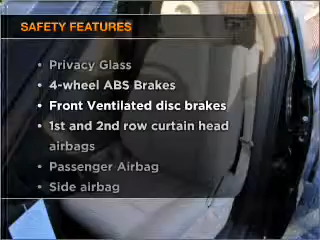 SAFETY FEATURES
• Privacy Glass
• 4-wheel ABS Brakes
• Front Ventilated disc brakes
• 1st and 2nd row curtain head
airbags
• Passenger Airbag
• Side airbag